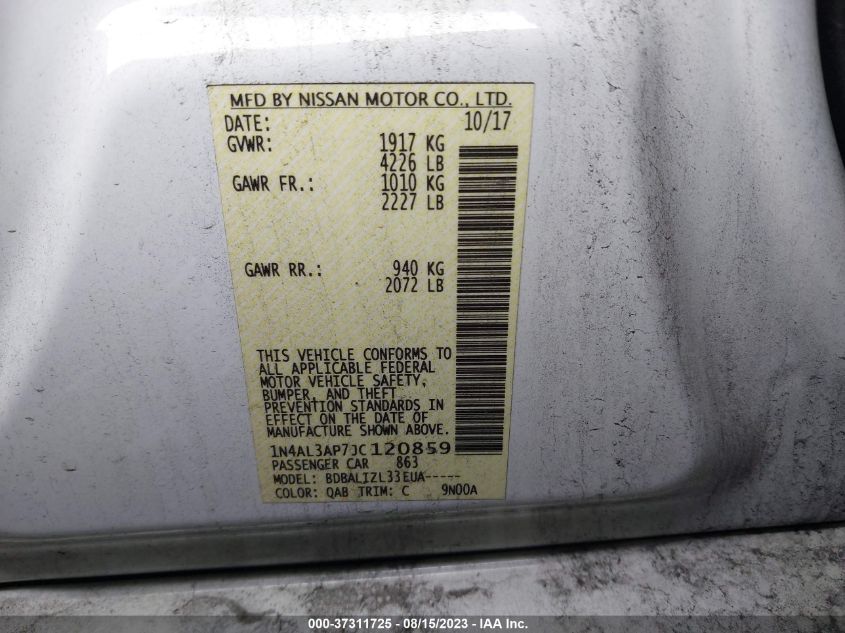 MFD BY NISSAN MOTOR CO., LTD.
DATE: 10/17
GVWR: 1917 KG
4226 LB
GAWR FR.: 1010 KG
2227 LB
GAWR RR.: 940 KG
2072 LB
THIS VEHICLE CONFORMS TO
ALL APPLICABLE FEDERAL
MOTOR VEHICLE SAFETY,
BUMPER, AND THEFT
PREVENTION STANDARDS IN
EFFECT ON THE DATE OF
MANUFACTURE SHOWN ABOVE.
1N4AL3AP7JC120859
PASSENGER CAR 863
MODEL: BDBALIZL33EUA-----
COLOR: QAB TRIM: C 9N00A
000-37311725 - 08/15/2023 - IAA Inc.